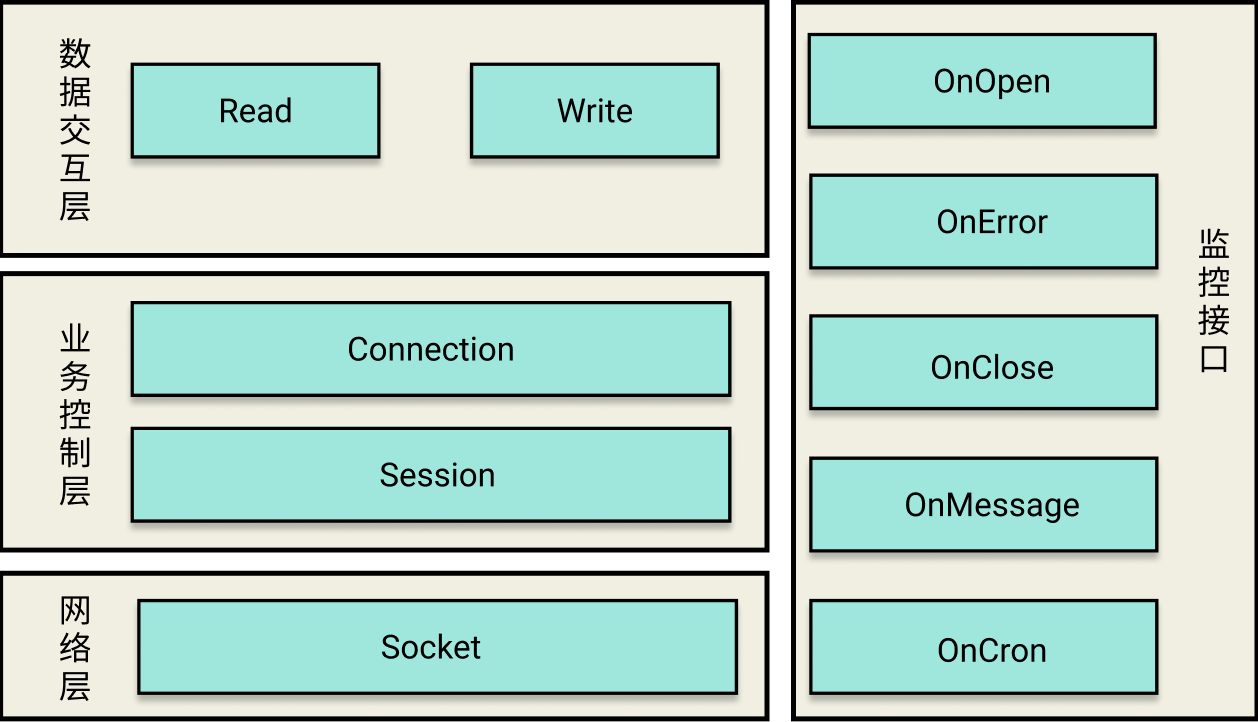 数据交互层
Read
Write
业务控制层
Connection
Session
网络层
Socket
OnOpen
OnError
OnClose
OnMessage
OnCron
监控接口